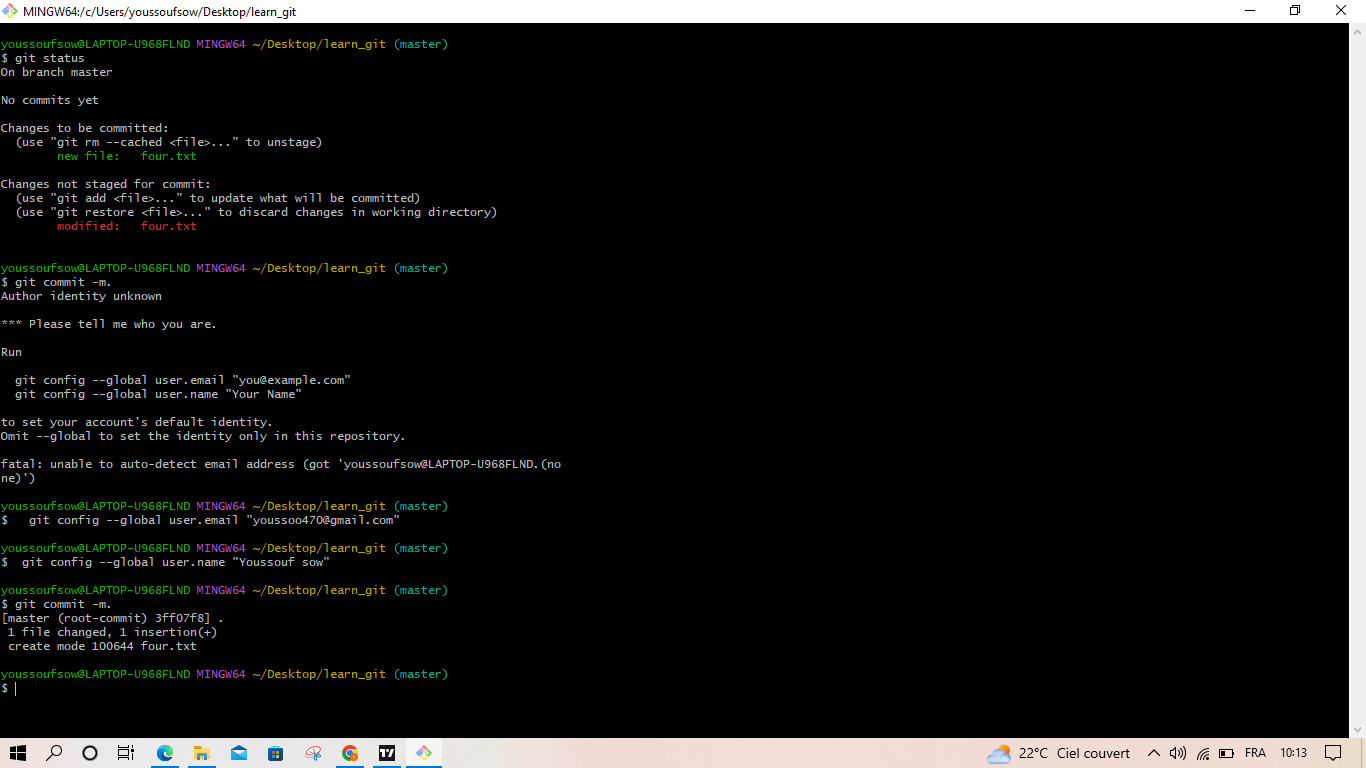 MINGW64:/c/Users/youssoufsow/Desktop/learn_git
youssoufsow@LAPTOP-U968FLND MINGW64 ~/Desktop/learn_git (master)
$ git status
On branch master
No commits yet
Changes to be committed:
  (use "git rm --cached <file>..." to unstage)
        new file:   four.txt
Changes not staged for commit:
  (use "git add <file>..." to update what will be committed)
  (use "git restore <file>..." to discard changes in working directory)
        modified:   four.txt
youssoufsow@LAPTOP-U968FLND MINGW64 ~/Desktop/learn_git (master)
$ git commit -m.
Author identity unknown
*** Please tell me who you are.
Run
  git config --global user.email "you@example.com"
  git config --global user.name "Your Name"
to set your account's default identity.
Omit --global to set the identity only in this repository.
fatal: unable to auto-detect email address (got 'youssoufsow@LAPTOP-U968FLND.(no
ne)')
youssoufsow@LAPTOP-U968FLND MINGW64 ~/Desktop/learn_git (master)
$   git config --global user.email "youssoo470@gmail.com"
youssoufsow@LAPTOP-U968FLND MINGW64 ~/Desktop/learn_git (master)
$  git config --global user.name "Youssouf sow"
youssoufsow@LAPTOP-U968FLND MINGW64 ~/Desktop/learn_git (master)
$ git commit -m.
[master (root-commit) 3ff07f8] .
 1 file changed, 1 insertion(+)
 create mode 100644 four.txt
youssoufsow@LAPTOP-U968FLND MINGW64 ~/Desktop/learn_git (master)
$
22°C Ciel couvert FRA 10:13